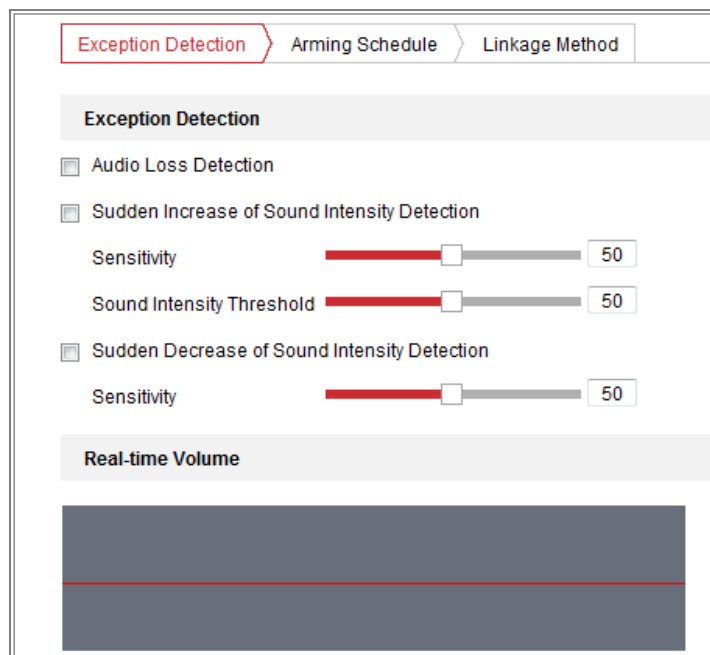 Exception Detection Arming Schedule Linkage Method
Exception Detection
Audio Loss Detection
Sudden Increase of Sound Intensity Detection
Sensitivity 50
Sound Intensity Threshold 50
Sudden Decrease of Sound Intensity Detection
Sensitivity 50
Real-time Volume